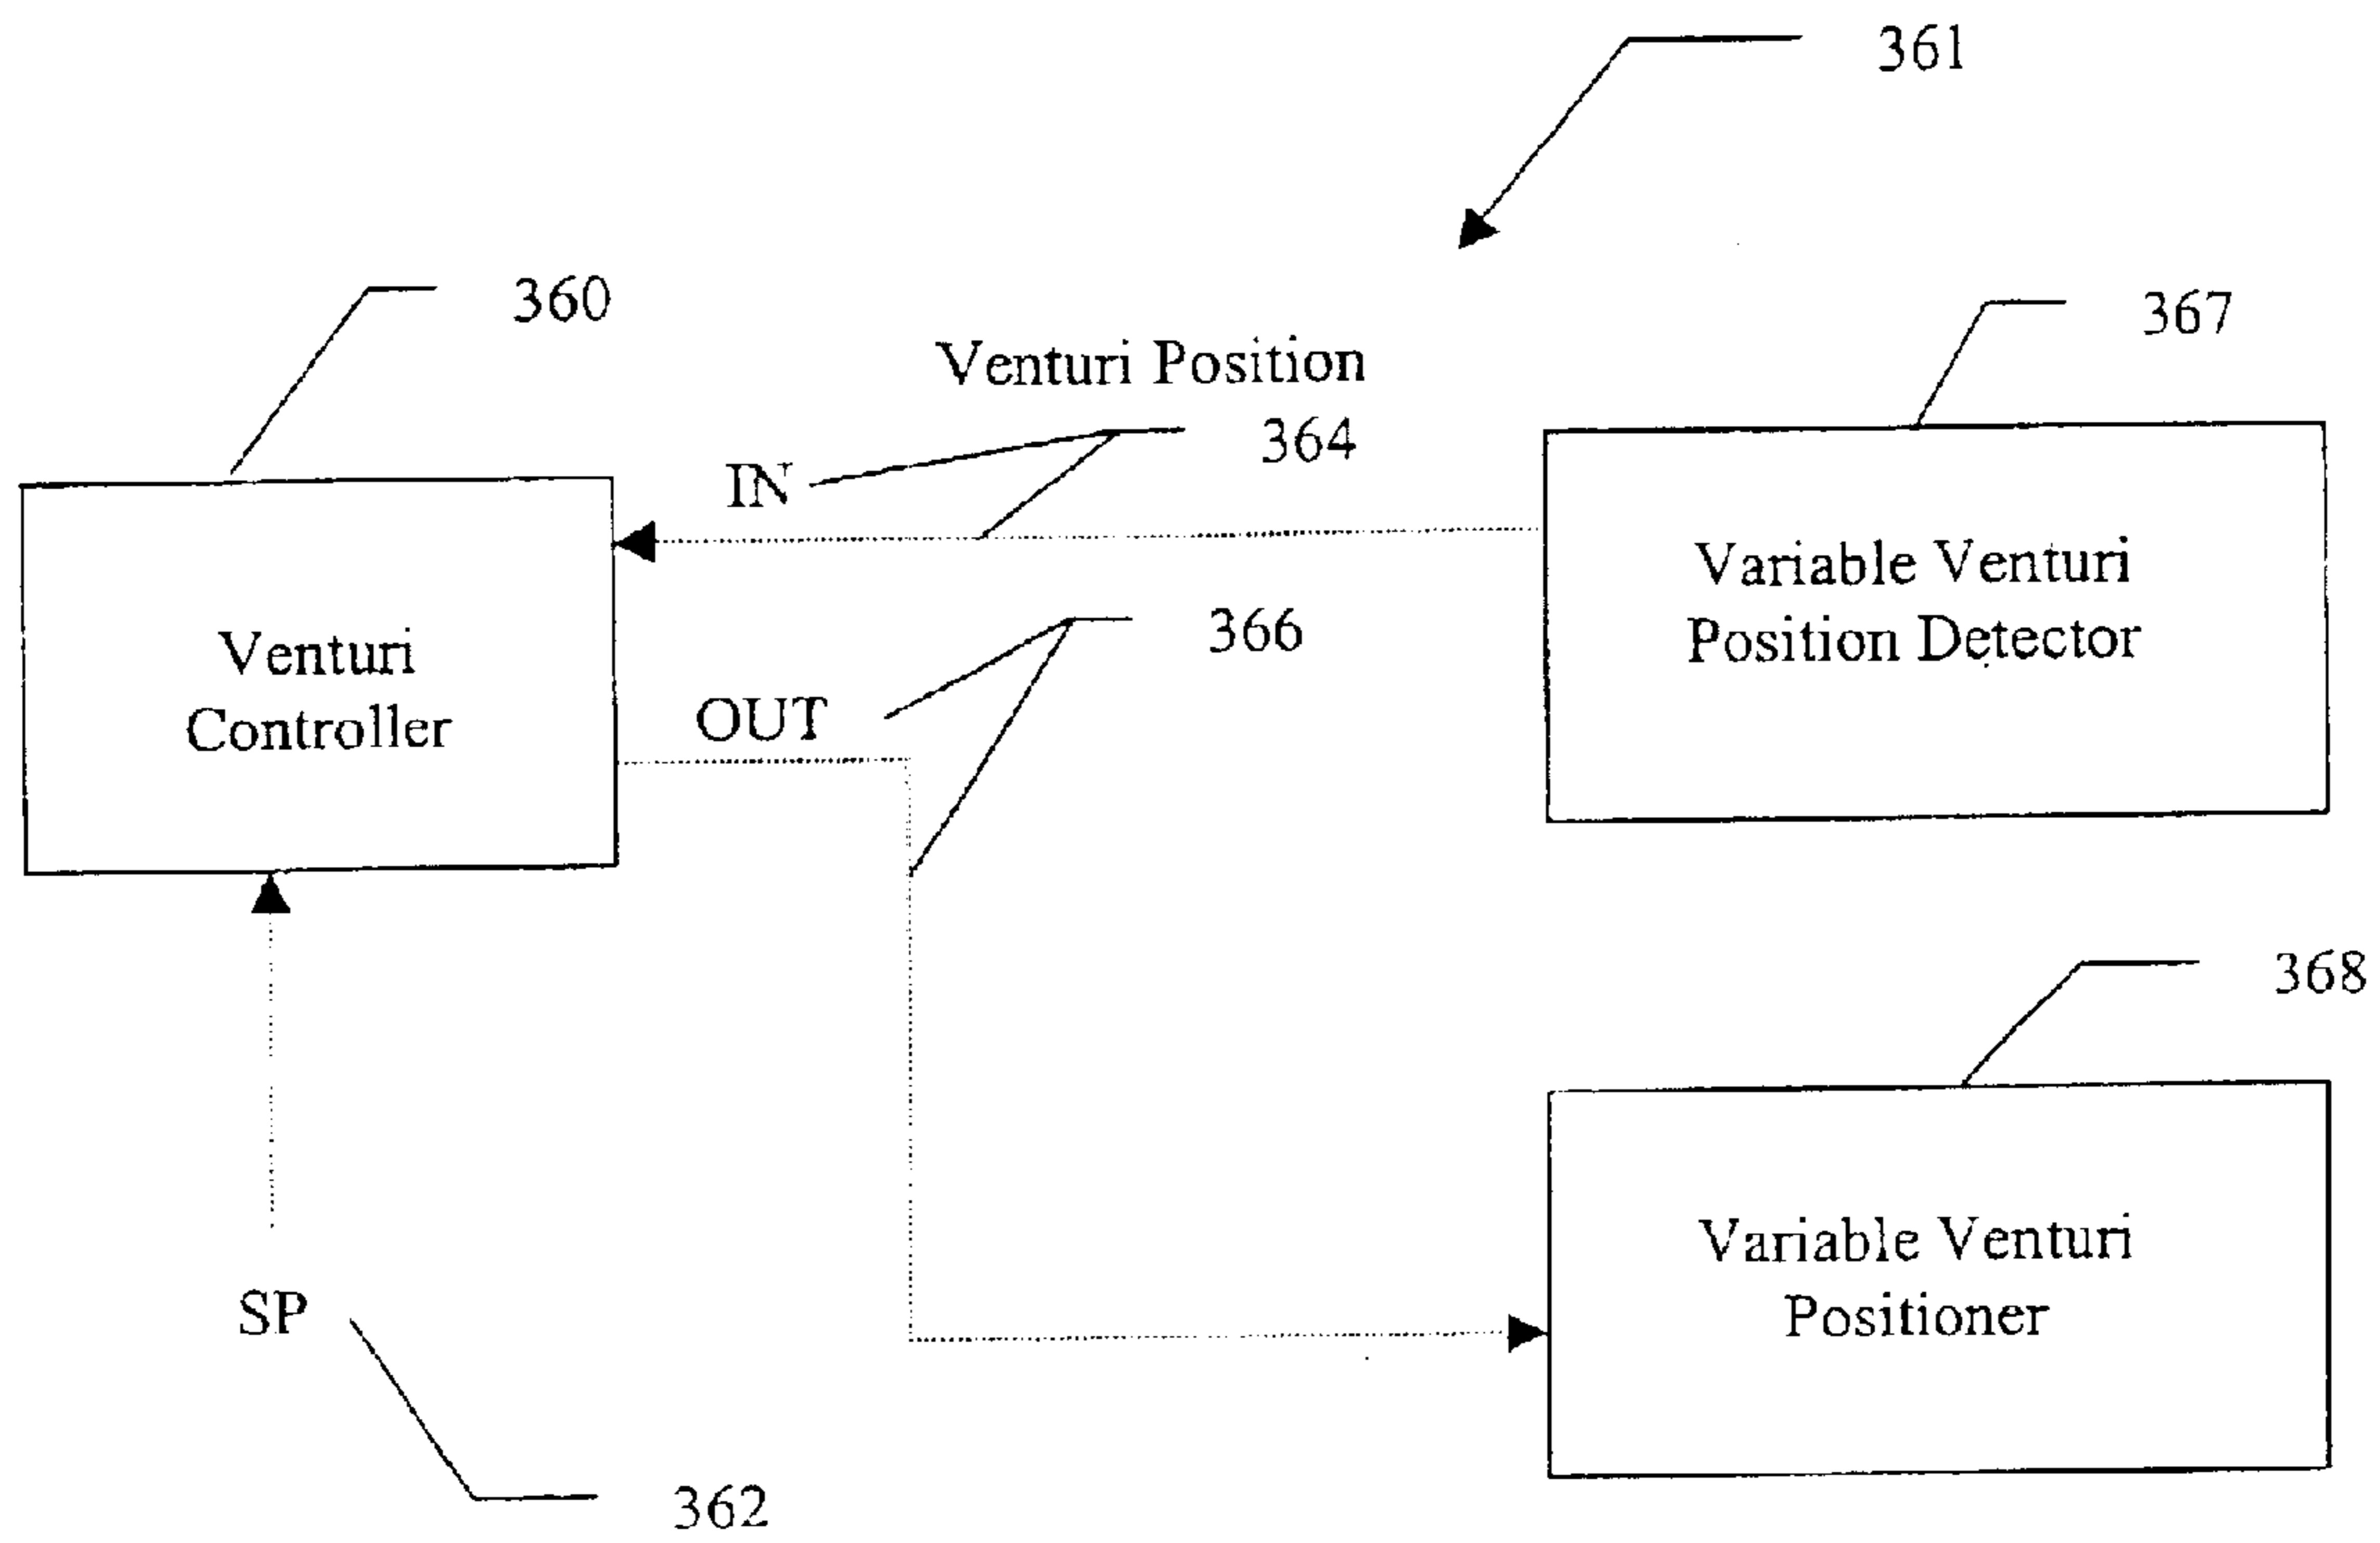 361
360
367
Venturi Position
364
IN
Variable Venturi
Position Detector
366
Venturi
Controller
OUT
368
Variable Venturi
Positioner
SP
362